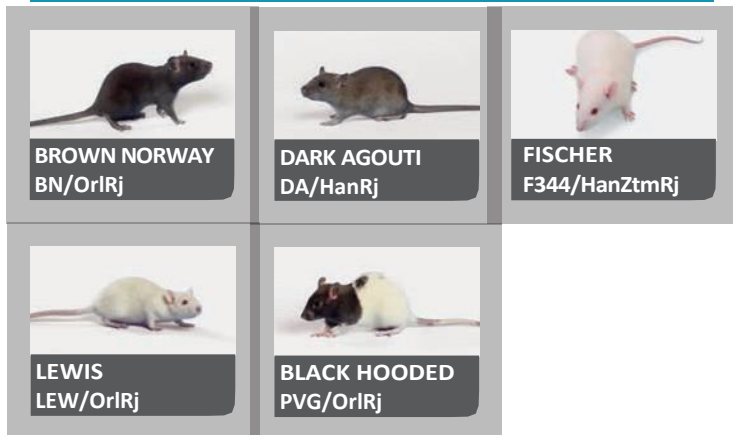 BROWN NORWAY
BN/OrlRj
DARK AGOUTI
DA/HanRj
FISCHER
F344/HanZtmRj
LEWIS
LEW/OrlRj
BLACK HOODED
PVG/OrlRj